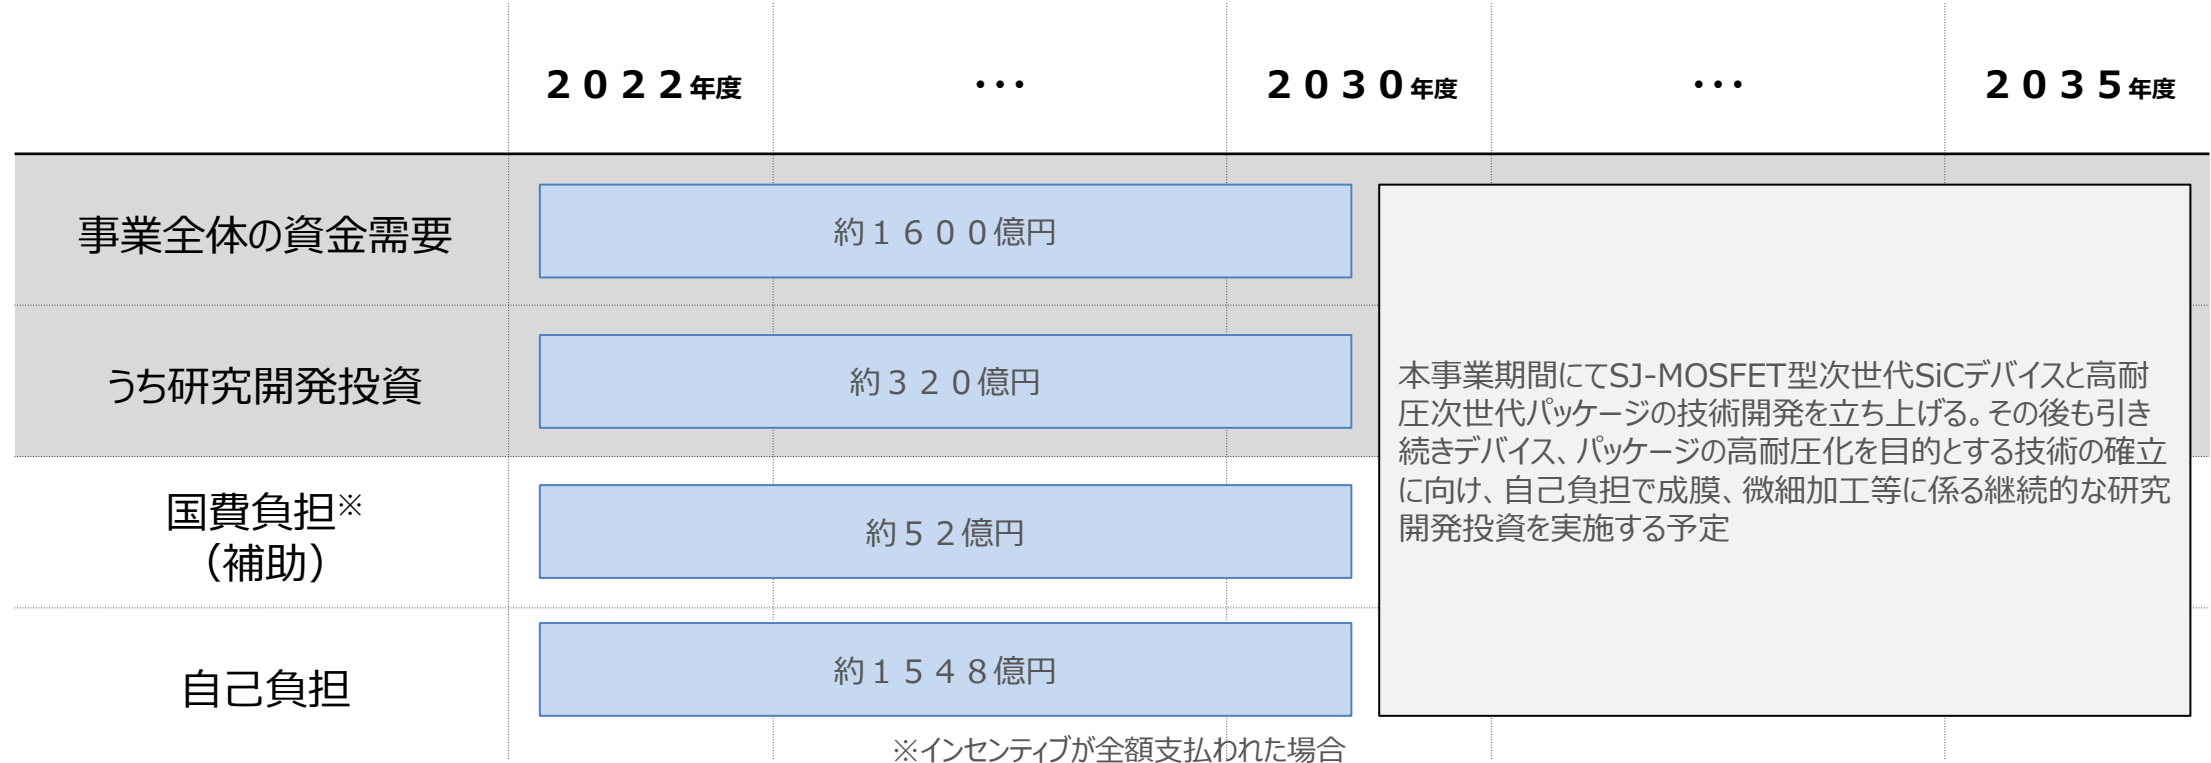 ２０２２年度
・・・
２０３０年度
・・・
２０３５年度
事業全体の資金需要
約１６００億円
うち研究開発投資
約３２０億円
国費負担※
（補助）
約５２億円
自己負担
約１５４８億円
本事業期間にてSJ-MOSFET型次世代SiCデバイスと高耐
圧次世代パッケージの技術開発を立ち上げる。その後も引き
続きデバイス、パッケージの高耐圧化を目的とする技術の確立
に向け、自己負担で成膜、微細加工等に係る継続的な研究
開発投資を実施する予定
※インセンティブが全額支払われた場合